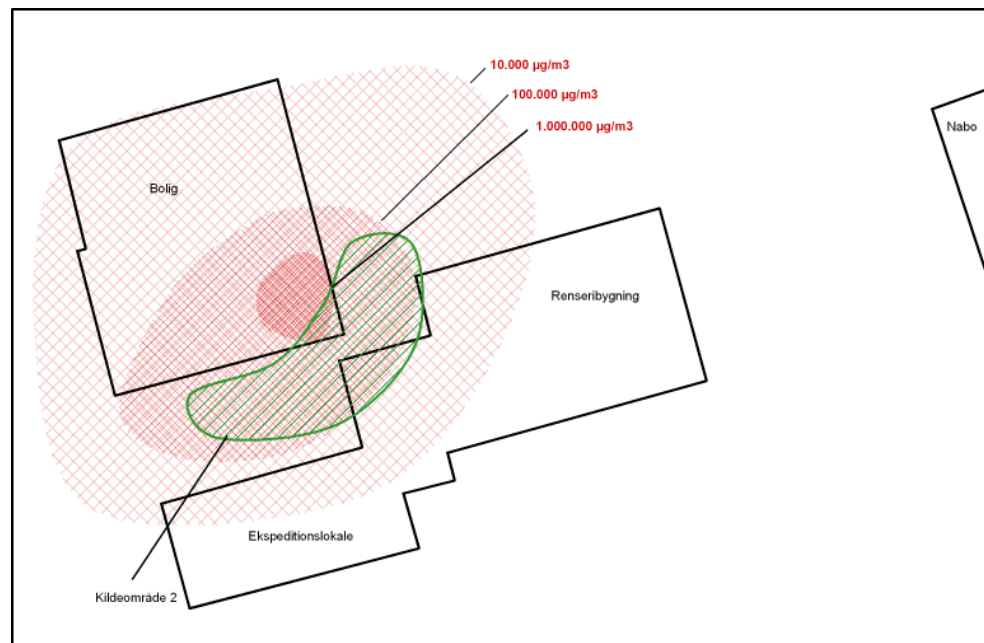 10.000 µg/m3
100.000 µg/m3
1.000.000 µg/m3
Nabo
Bolig
Renseribygning
Ekspeditionslokale
Kildeområde 2